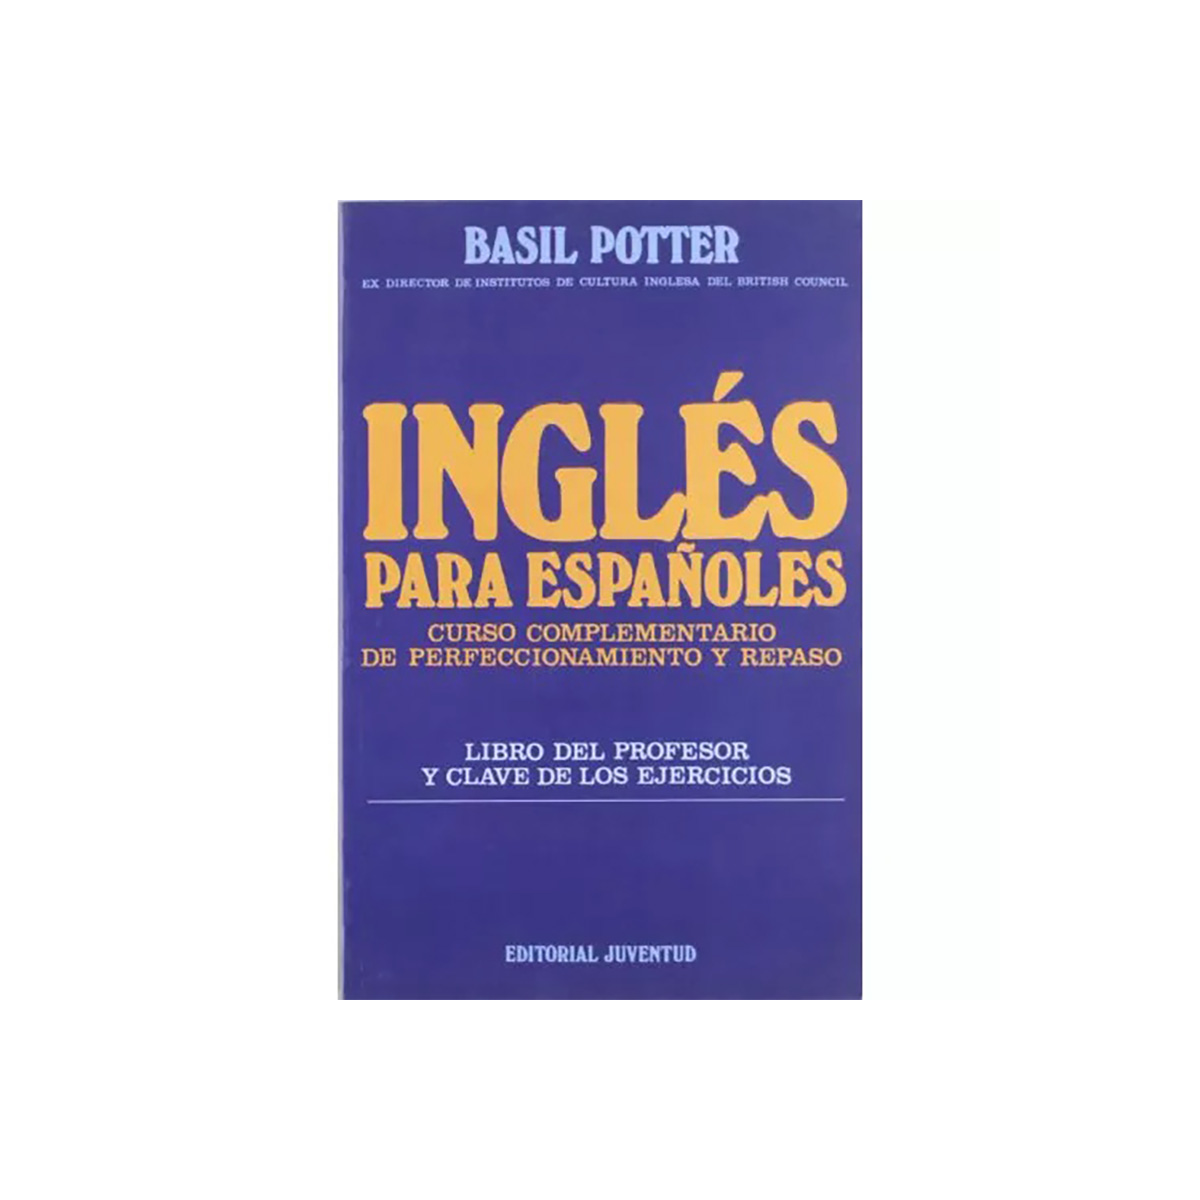 BASIL POTTER
EX DIRECTOR DE INSTITUTOS DE CULTURA INGLESA DEL BRITISH COUNCIL
INGLÉS
PARA ESPAÑOLES
CURSO COMPLEMENTARIO
DE PERFECCIONAMIENTO Y REPASO
LIBRO DEL PROFESOR
Y CLAVE DE LOS EJERCICIOS
EDITORIAL JUVENTUD